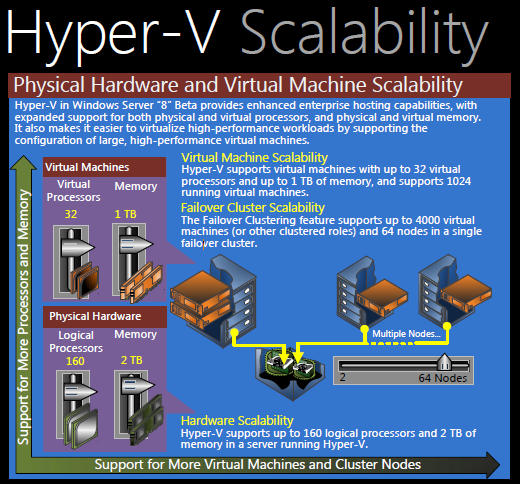 Hyper-V Scalability
Physical Hardware and Virtual Machine Scalability
Hyper-V in Windows Server "8" Beta provides enhanced enterprise hosting capabilities, with
expanded support for both physical and virtual processors, and physical and virtual memory.
It also makes it easier to virtualize high-performance workloads by supporting the
configuration of large, high-performance virtual machines.
Support for More Processors and Memory
Virtual Machines
Virtual
Processors
32
Memory
1 TB
Virtual Machine Scalability
Hyper-V supports virtual machines with up to 32 virtual
processors and up to 1 TB of memory, and supports 1024
running virtual machines.
Failover Cluster Scalability
The Failover Clustering feature supports up to 4000 virtual
machines (or other clustered roles) and 64 nodes in a single
failover cluster.
Physical Hardware
Logical
Processors
160
Memory
2 TB
Multiple Nodes...
2
64 Nodes
Hardware Scalability
Hyper-V supports up to 160 logical processors and 2 TB of
memory in a server running Hyper-V.
Support for More Virtual Machines and Cluster Nodes